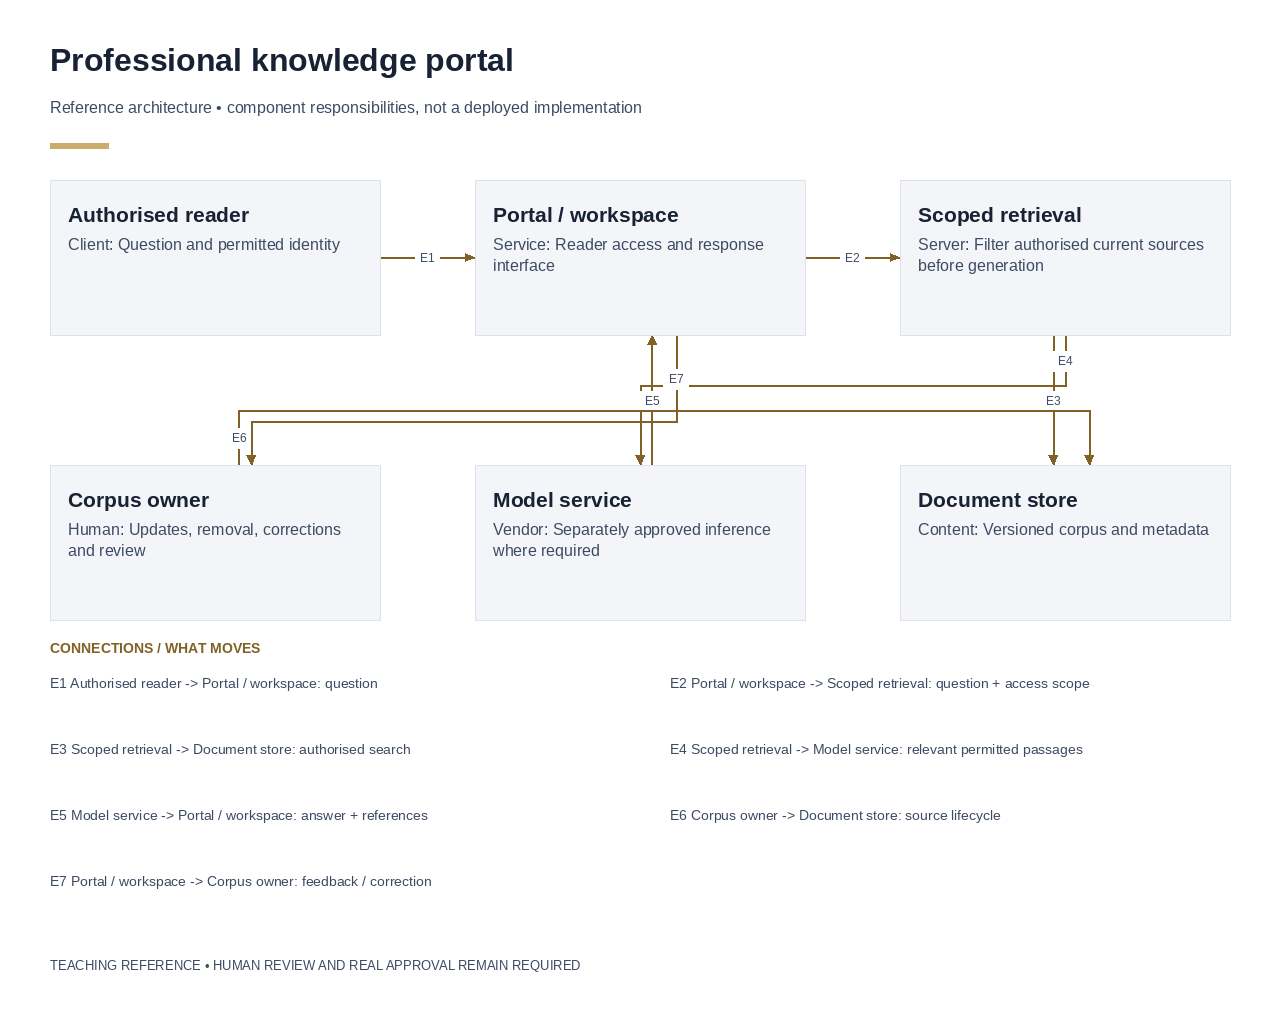 Professional knowledge portal
Reference architecture • component responsibilities, not a deployed implementation
Authorised reader
Client: Question and permitted identity
E1
Portal / workspace
Service: Reader access and response
interface
E2
Scoped retrieval
Server: Filter authorised current sources
before generation
E4
E7
E5
E3
E6
Corpus owner
Human: Updates, removal, corrections
and review
Model service
Vendor: Separately approved inference
where required
Document store
Content: Versioned corpus and metadata
CONNECTIONS / WHAT MOVES
E1 Authorised reader -> Portal / workspace: question
E2 Portal / workspace -> Scoped retrieval: question + access scope
E3 Scoped retrieval -> Document store: authorised search
E4 Scoped retrieval -> Model service: relevant permitted passages
E5 Model service -> Portal / workspace: answer + references
E6 Corpus owner -> Document store: source lifecycle
E7 Portal / workspace -> Corpus owner: feedback / correction
TEACHING REFERENCE • HUMAN REVIEW AND REAL APPROVAL REMAIN REQUIRED